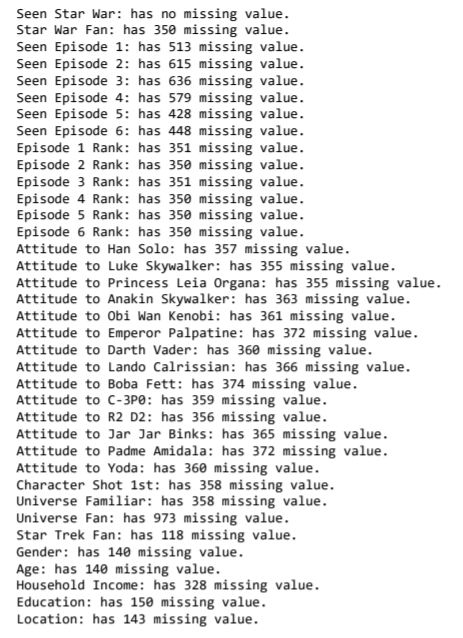 Seen Star War: has no missing value.
Star War Fan: has 350 missing value.
Seen Episode 1: has 513 missing value.
Seen Episode 2: has 615 missing value.
Seen Episode 3: has 636 missing value.
Seen Episode 4: has 579 missing value.
Seen Episode 5: has 428 missing value.
Seen Episode 6: has 448 missing value.
Episode 1 Rank: has 351 missing value.
Episode 2 Rank: has 350 missing value.
Episode 3 Rank: has 351 missing value.
Episode 4 Rank: has 350 missing value.
Episode 5 Rank: has 350 missing value.
Episode 6 Rank: has 350 missing value.
Attitude to Han Solo: has 357 missing value.
Attitude to Luke Skywalker: has 355 missing value.
Attitude to Princess Leia Organa: has 355 missing value.
Attitude to Anakin Skywalker: has 363 missing value.
Attitude to Obi Wan Kenobi: has 361 missing value.
Attitude to Emperor Palpatine: has 372 missing value.
Attitude to Darth Vader: has 360 missing value.
Attitude to Lando Calrissian: has 366 missing value.
Attitude to Boba Fett: has 374 missing value.
Attitude to C-3P0: has 359 missing value.
Attitude to R2 D2: has 356 missing value.
Attitude to Jar Jar Binks: has 365 missing value.
Attitude to Padme Amidala: has 372 missing value.
Attitude to Yoda: has 360 missing value.
Character Shot 1st: has 358 missing value.
Universe Familiar: has 358 missing value.
Universe Fan: has 973 missing value.
Star Trek Fan: has 118 missing value.
Gender: has 140 missing value.
Age: has 140 missing value.
Household Income: has 328 missing value.
Education: has 150 missing value.
Location: has 143 missing value.